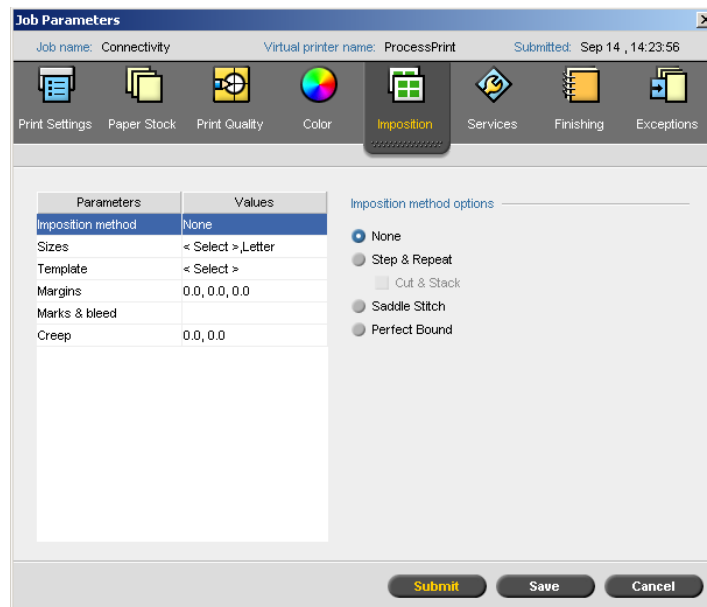 Job Parameters
Job name: Connectivity Virtual printer name: ProcessPrint Submitted: Sep 14 , 14:23:56
Print Settings Paper Stock Print Quality Color Imposition Services Finishing Exceptions
Parameters Values
Imposition method None
Sizes < Select >,Letter
Template < Select >
Margins 0.0, 0.0, 0.0
Marks & bleed
Creep 0.0, 0.0
Imposition method options
None
Step & Repeat
Cut & Stack
Saddle Stitch
Perfect Bound
Submit Save Cancel